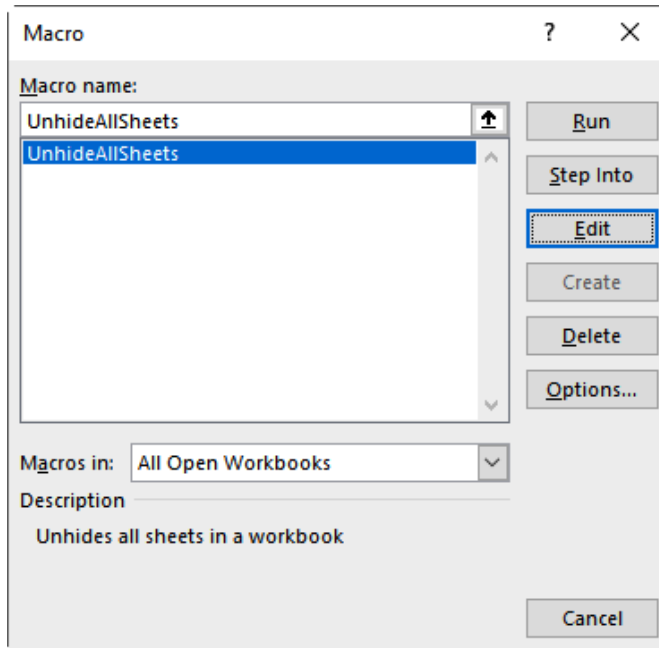 Macro ? ×
Macro name:
UnhideAllSheets
UnhideAllSheets
Run
Step Into
Edit
Create
Delete
Options...
Macros in: All Open Workbooks
Description
Unhides all sheets in a workbook
Cancel